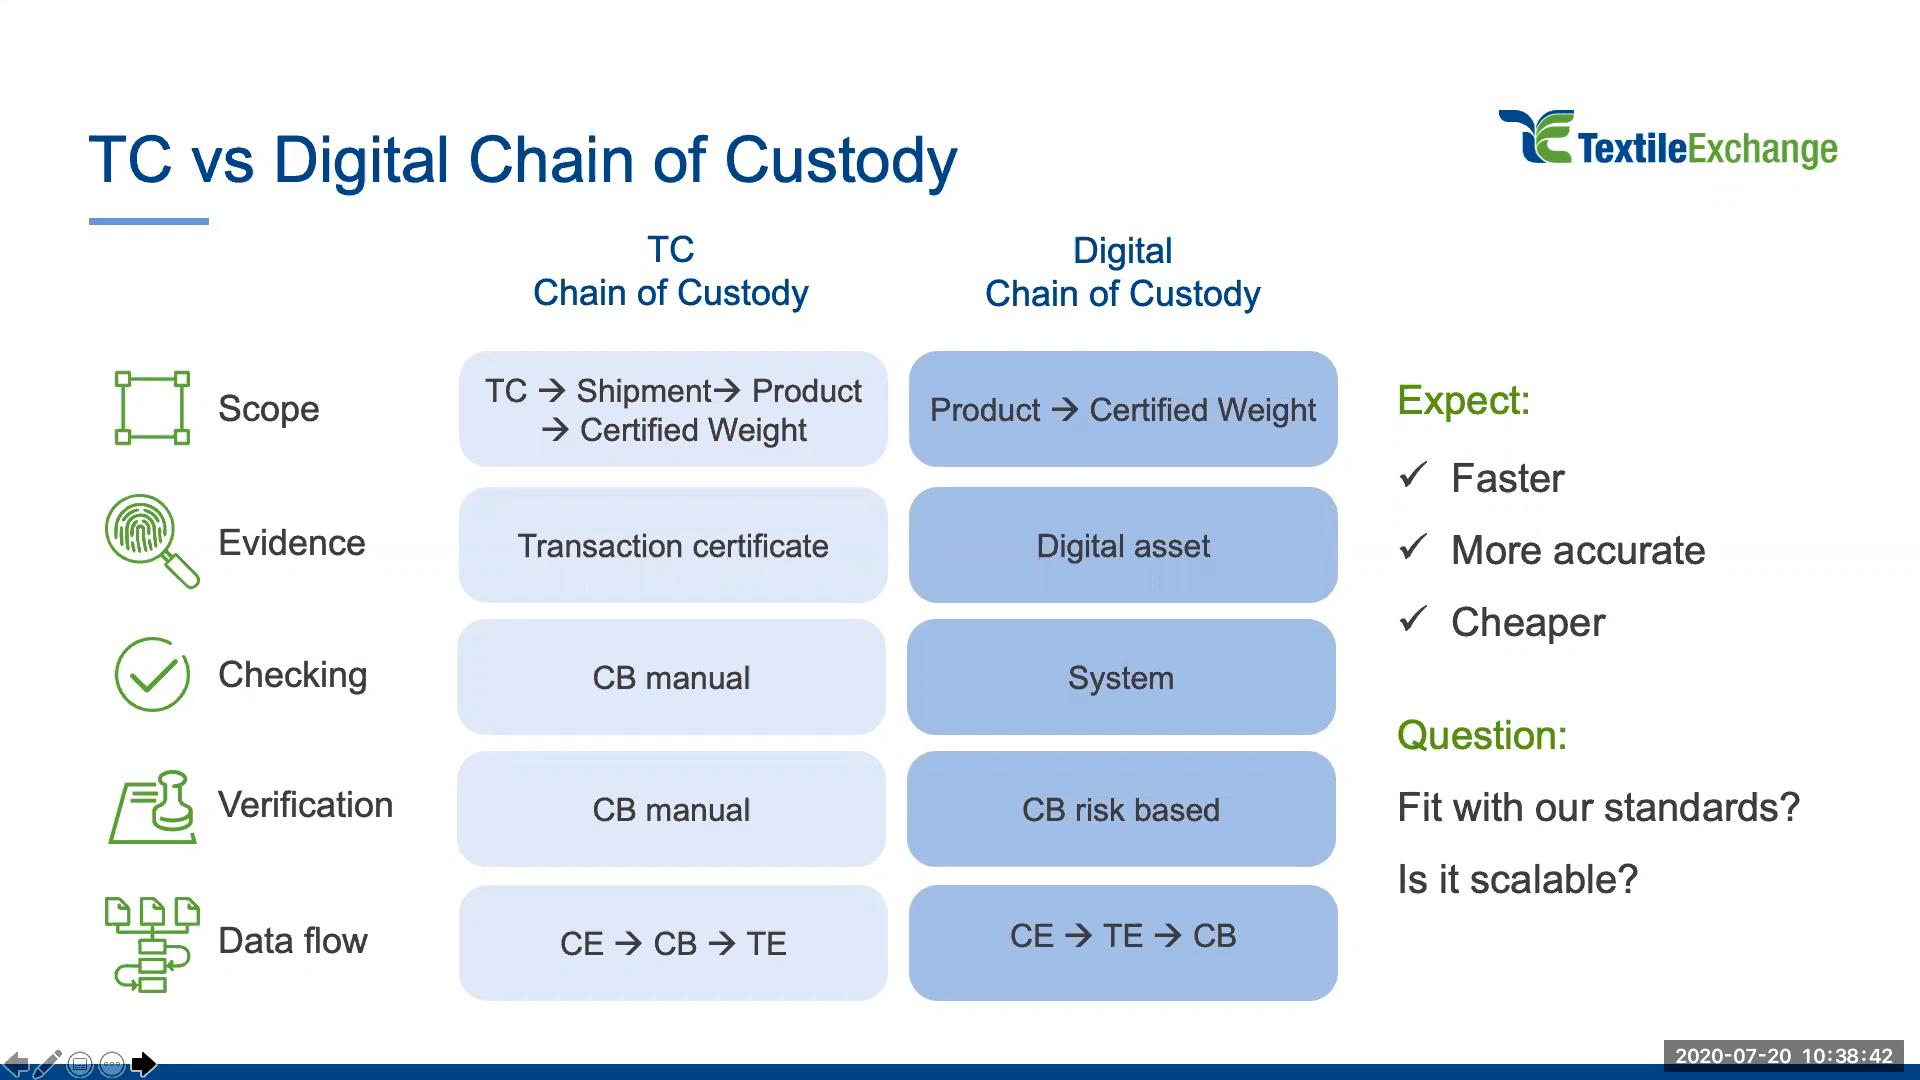 TC vs Digital Chain of Custody
TextileExchange
TC
Chain of Custody
Digital
Chain of Custody
Scope
TC → Shipment→ Product
→ Certified Weight
Product → Certified Weight
Evidence
Transaction certificate
Digital asset
Checking
CB manual
System
Verification
CB manual
CB risk based
Data flow
CE → CB → TE
CE → TE → CB
Expect:
✓ Faster
✓ More accurate
✓ Cheaper
Question:
Fit with our standards?
Is it scalable?
2020-07-20 10:38:42